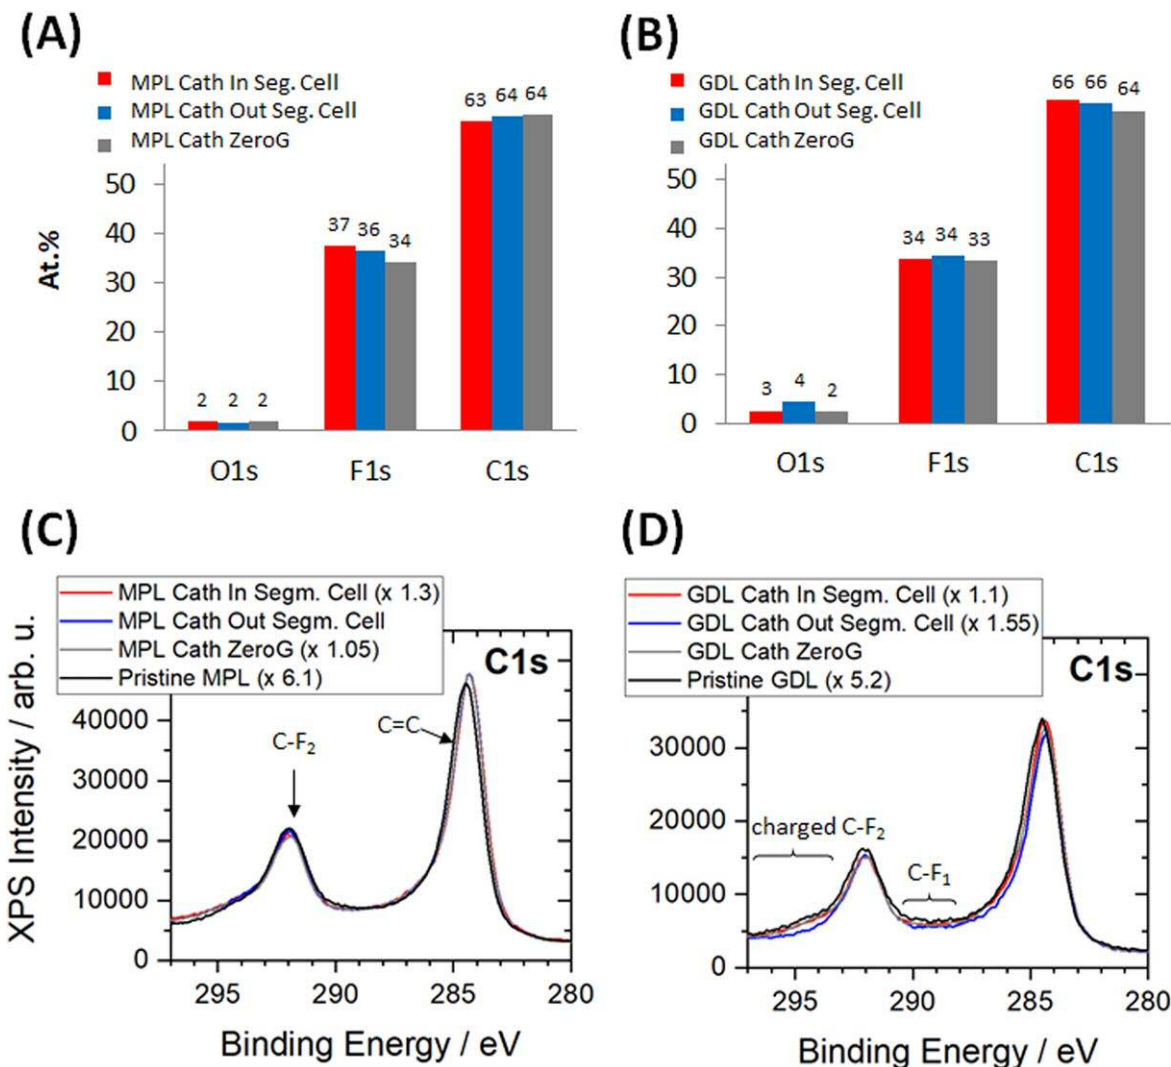 (A)
MPL Cath In Seg. Cell
MPL Cath Out Seg. Cell
MPL Cath ZeroG
63 64 64
50
40
30
20
10
0
At.%
37 36 34
2 2 2
O1s F1s C1s
(B)
GDL Cath In Seg. Cell
GDL Cath Out Seg. Cell
GDL Cath ZeroG
66 66 64
50
40
30
20
10
0
34 34 33
3 4 2
O1s F1s C1s
(C)
MPL Cath In Segm. Cell (x 1.3)
MPL Cath Out Segm. Cell
MPL Cath ZeroG (x 1.05)
Pristine MPL (x 6.1)
C1s
C=C
C-F₂
40000
30000
20000
10000
0
XPS Intensity / arb. u.
295 290 285 280
Binding Energy / eV
(D)
GDL Cath In Segm. Cell (x 1.1)
GDL Cath Out Segm. Cell (x 1.55)
GDL Cath ZeroG
Pristine GDL (x 5.2)
C1s
30000
20000
10000
0
charged C-F₂
C-F₁
295 290 285 280
Binding Energy / eV